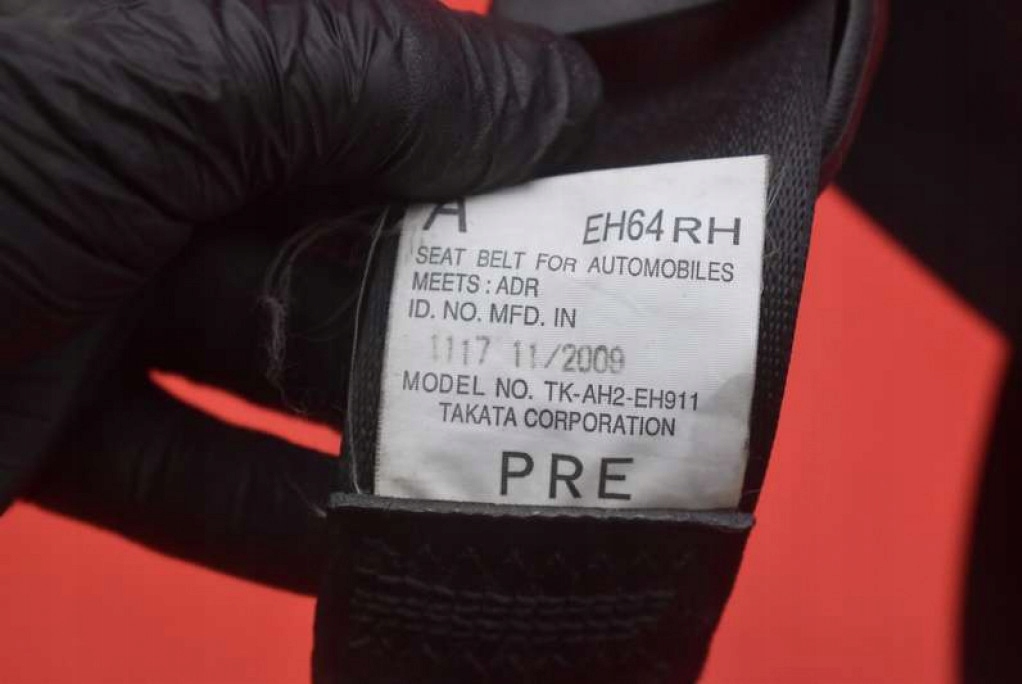 A EH64RH
SEAT BELT FOR AUTOMOBILES
MEETS : ADR
ID. NO. MFD. IN
1117 11/2009
MODEL NO. TK-AH2-EH911
TAKATA CORPORATION
PRE